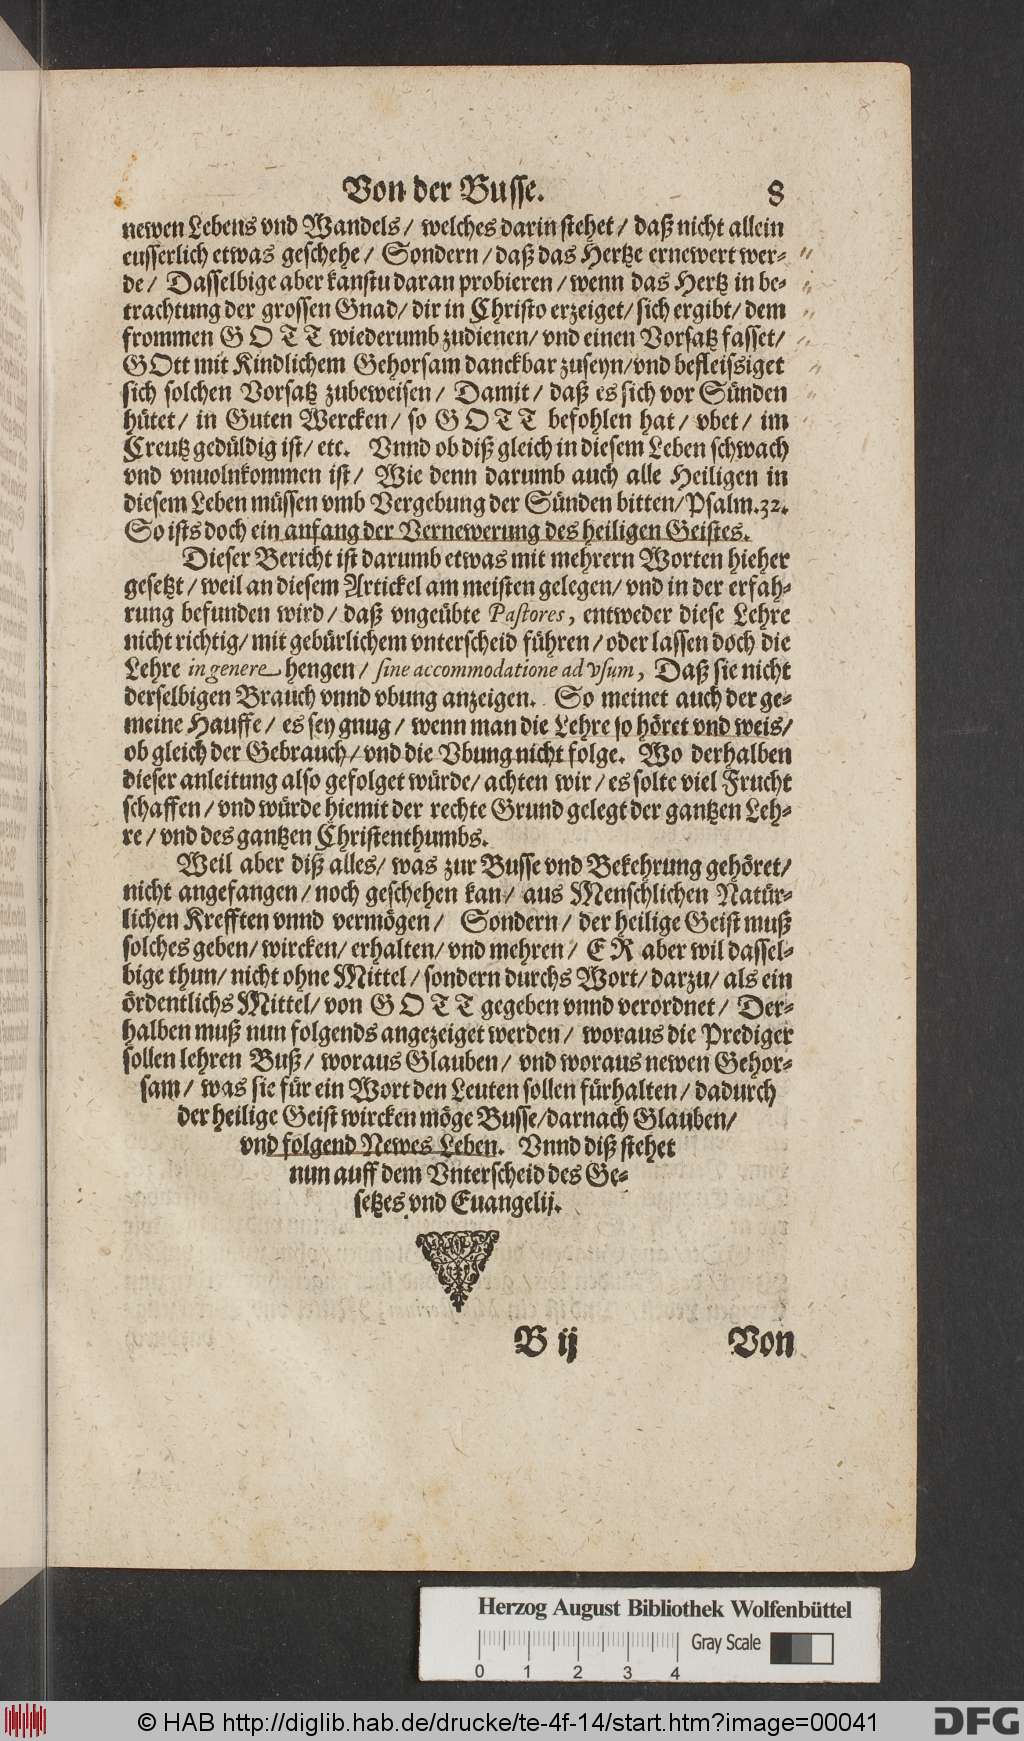 Von der Busse. 8
newen Lebens vnd Wandels/ welches darin stehet/ daß nicht allein
eusserlich etwas geschehe/ Sondern/ daß das Hertze ernewert wer-
de/ Dasselbige aber kanstu daran probieren/ wenn das Hertz in be-
trachtung der grossen Gnad/ dir in Christo erzeiget/ sich ergibt/ dem
frommen GOTT wiederumb zudienen/ vnd einen Vorsatz fasset/
GOtt mit Kindlichem Gehorsam danckbar zuseyn/ vnd befleissiget
sich solchen Vorsatz zubeweisen/ Damit/ daß es sich vor Sünden
hütet/ in Guten Wercken/ so GOTT befohlen hat/ vbet/ im
Creutz gedüldig ist/ etc. Vnnd ob diß gleich in diesem Leben schwach
vnd vnuolnkommen ist/ Wie denn darumb auch alle Heiligen in
diesem Leben müssen vmb Vergebung der Sünden bitten/ Psalm.32.
So ists doch ein anfang der Vernewerung des heiligen Geistes.
Dieser Bericht ist darumb etwas mit mehrern Worten hieher
gesetzt/ weil an diesem Artickel am meisten gelegen/ vnd in der erfah-
rung befunden wird/ daß vngeübte Pastores, entweder diese Lehre
nicht richtig/ mit gebürlichem vnterscheid führen/ oder lassen doch die
Lehre in genere hengen/ sine accommodatione ad vsum, Daß sie nicht
derselbigen Brauch vnnd vbung anzeigen. So meinet auch der ge-
meine Hauffe/ es sey gnug/ wenn man die Lehre so höret vnd weis/
ob gleich der Gebrauch/ vnd die Vbung nicht folge. Wo derhalben
dieser anleitung also gefolget würde/ achten wir/ es solte viel Frucht
schaffen/ vnd würde hiemit der rechte Grund gelegt der gantzen Leh-
re/ vnd des gantzen Christenthumbs.
Weil aber diß alles/ was zur Busse vnd Bekehrung gehöret/
nicht angefangen/ noch geschehen kan/ aus Menschlichen Natür-
lichen Krefften vnnd vermögen/ Sondern/ der heilige Geist muß
solches geben/ wircken/ erhalten/ vnd mehren/ ER aber wil dassel-
bige thun/ nicht ohne Mittel/ sondern durchs Wort/ darzu/ als ein
ördentlichs Mittel/ von GOTT gegeben vnnd verordnet/ Der-
halben muß nun folgends angezeiget werden/ woraus die Prediger
sollen lehren Buß/ woraus Glauben/ vnd woraus newen Gehor-
sam/ was sie für ein Wort den Leuten sollen fürhalten/ dadurch
der heilige Geist wircken möge Busse/ darnach Glauben/
vnd folgend Newes Leben. Vnnd diß stehet
nun auff dem Vnterscheid des Ge-
setzes vnd Euangelij.
B ij Von
Herzog August Bibliothek Wolfenbüttel
Gray Scale
0 1 2 3 4
© HAB http://diglib.hab.de/drucke/te-4f-14/start.htm?image=00041
DFG